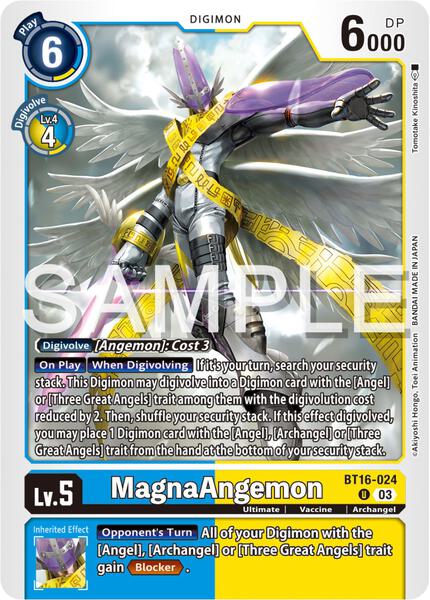 DIGIMON
Play
6
6000
DP
Digivolve
Lv.4
4
Tomotake Kinoshita
©Akiyoshi Hongo, Toei Animation BANDAI MADE IN JAPAN
SAMPLE
Digivolve [Angemon]: Cost 3
On Play When Digivolving If it's your turn, search your security
stack. This Digimon may digivolve into a Digimon card with the [Angel]
or [Three Great Angels] trait among them with the digivolution cost
reduced by 2. Then, shuffle your security stack. If this effect digivolved,
you may place 1 Digimon card with the [Angel], [Archangel] or [Three
Great Angels] trait from the hand at the bottom of your security stack.
Lv.5
MagnaAngemon
BT16-024
U 03
Ultimate | Vaccine | Archangel
Inherited Effect
Opponent's Turn All of your Digimon with the
[Angel], [Archangel] or [Three Great Angels] trait
gain Blocker.